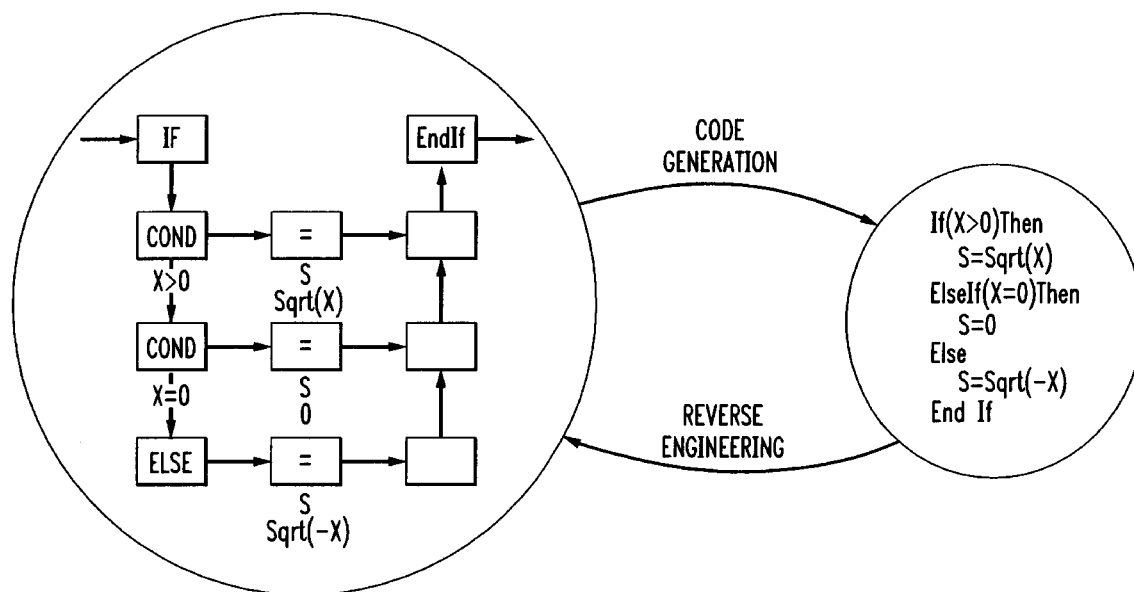 IF
EndIf
COND
=
X>0
S
Sqrt(X)
COND
=
X=0
S
0
ELSE
=
S
Sqrt(-X)
CODE
GENERATION
REVERSE
ENGINEERING
If(X>0)Then
S=Sqrt(X)
ElseIf(X=0)Then
S=0
Else
S=Sqrt(-X)
End If